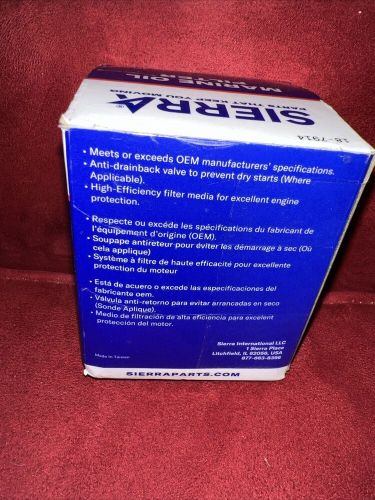 MARINE OIL
FILTER
SIERRA®
PARTS THAT KEEP YOU MOVING
18-7914
• Meets or exceeds OEM manufacturers' specifications.
• Anti-drainback valve to prevent dry starts (Where
Applicable).
• High-Efficiency filter media for excellent engine
protection.
• Respecte ou excède les spécifications du fabricant de
l'équipement d'origine (OEM).
• Soupape antireteur pour éviter les démarrage à sec (Où
cela applique)
• Système à filtre de haute efficacité pour excellente
protection du moteur
• Está de acuero o excede las especificaciones del
fabricante oem.
• Válvula anti-retorno para evitar arrancadas en seco
(Sonde Aplique).
• Medio de filtración de alta eficiencia para excelent
protección del motor.
Sierra International LLC
1 Sierra Place
Litchfield, IL 62056, USA
877-663-8396
Made in Taiwan
SIERRAPARTS.COM